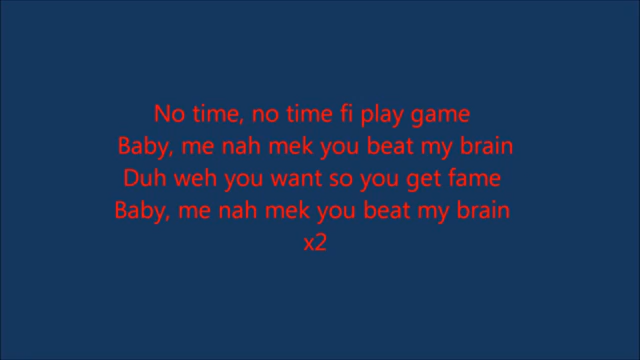 No time, no time fi play game
Baby, me nah mek you beat my brain
Duh weh you want so you get fame
Baby, me nah mek you beat my brain
x2